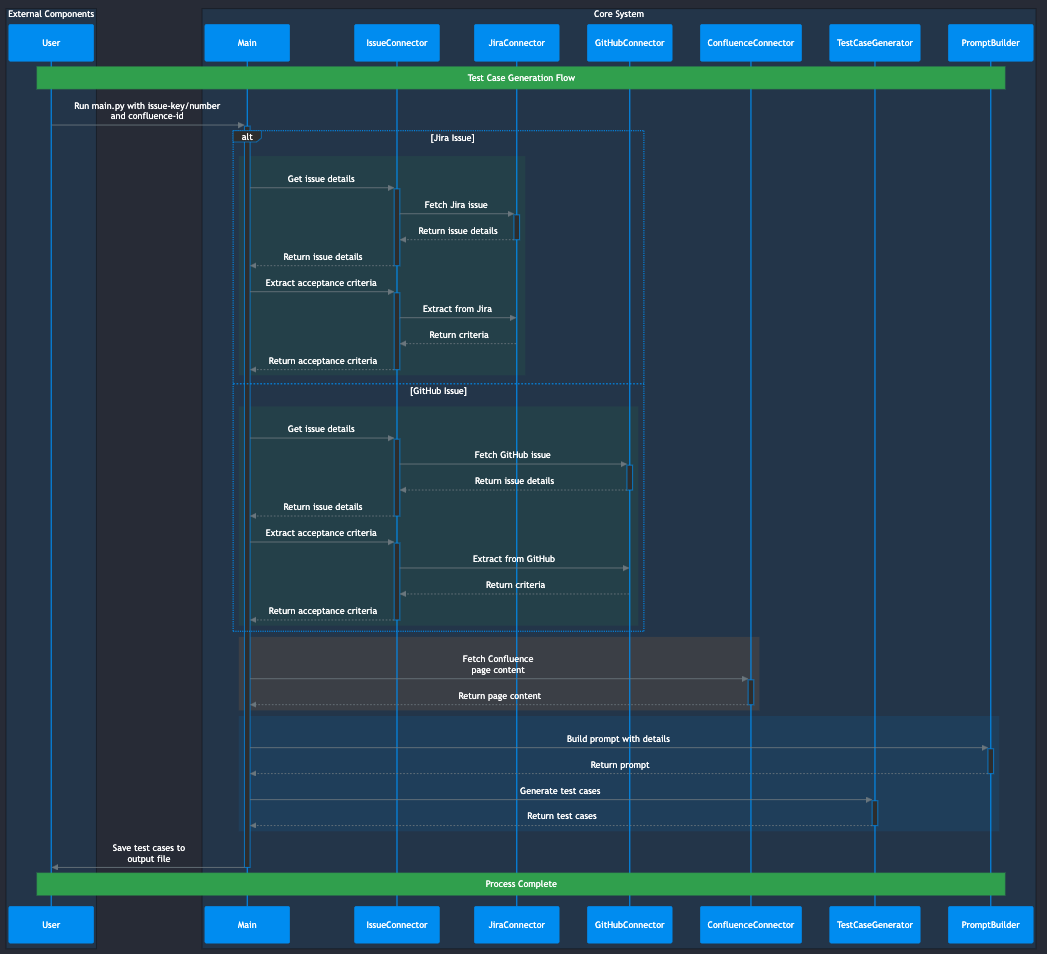 External Components
Core System
User
Main
IssueConnector
JiraConnector
GitHubConnector
ConfluenceConnector
TestCaseGenerator
PromptBuilder
Test Case Generation Flow
Run main.py with issue-key/number
and confluence-id
alt
[Jira Issue]
Get issue details
Fetch Jira issue
Return issue details
Return issue details
Extract acceptance criteria
Extract from Jira
Return criteria
Return acceptance criteria
[GitHub Issue]
Get issue details
Fetch GitHub issue
Return issue details
Return issue details
Extract acceptance criteria
Extract from GitHub
Return criteria
Return acceptance criteria
Fetch Confluence
page content
Return page content
Build prompt with details
Return prompt
Generate test cases
Return test cases
Save test cases to
output file
Process Complete
User
Main
IssueConnector
JiraConnector
GitHubConnector
ConfluenceConnector
TestCaseGenerator
PromptBuilder